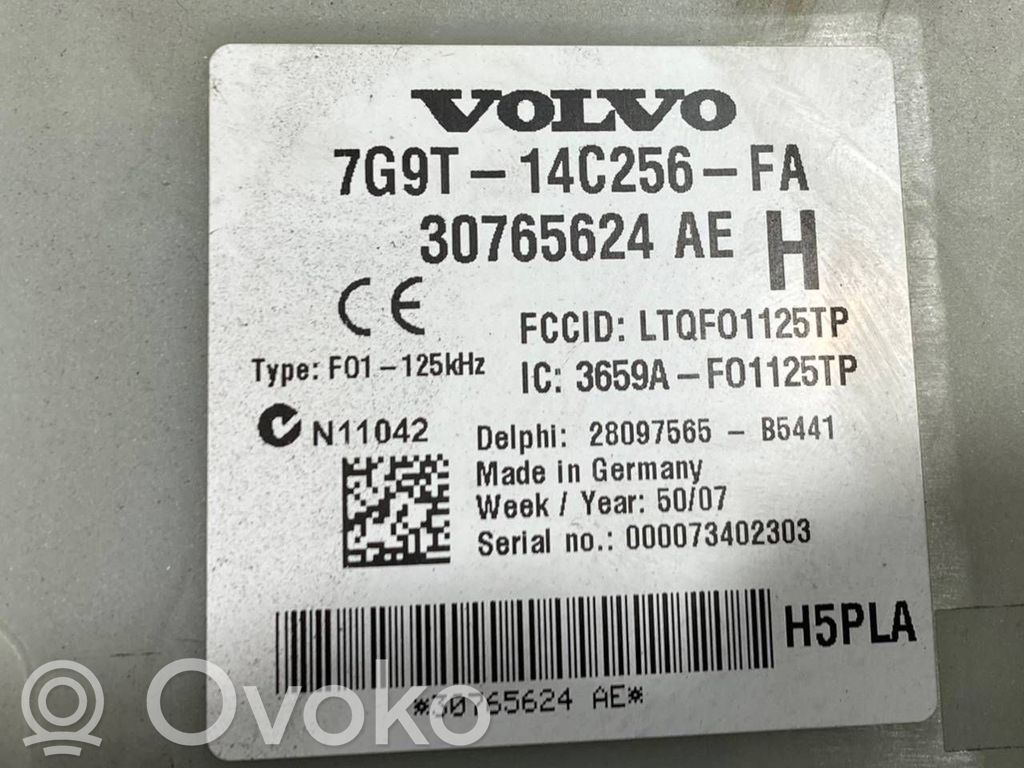 VOLVO
7G9T-14C256-FA
30765624 AE H
CE
FCCID: LTQFO1125TP
Type: FO1-125kHz
IC: 3659A-FO1125TP
N11042
Delphi: 28097565 - B5441
Made in Germany
Week / Year: 50/07
Serial no.: 000073402303
H5PLA
*30765624 AE*
Ovoko